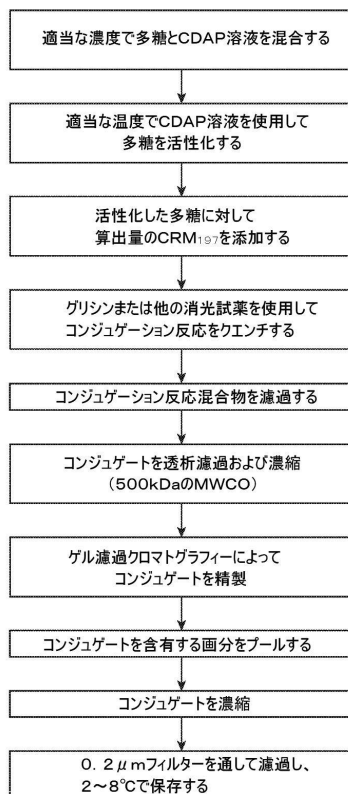 適当な濃度で多糖とCDAP溶液を混合する
適当な温度でCDAP溶液を使用して
多糖を活性化する
活性化した多糖に対して
算出量のCRM₁₉₇を添加する
グリシンまたは他の消光試薬を使用して
コンジュゲーション反応をクエンチする
コンジュゲーション反応混合物を濾過する
コンジュゲートを透析濾過および濃縮
(500kDaのMWCO)
ゲル濾過クロマトグラフィーによって
コンジュゲートを精製
コンジュゲートを含有する画分をプールする
コンジュゲートを濃縮
0.2μmフィルターを通して濾過し、
2~8℃で保存する